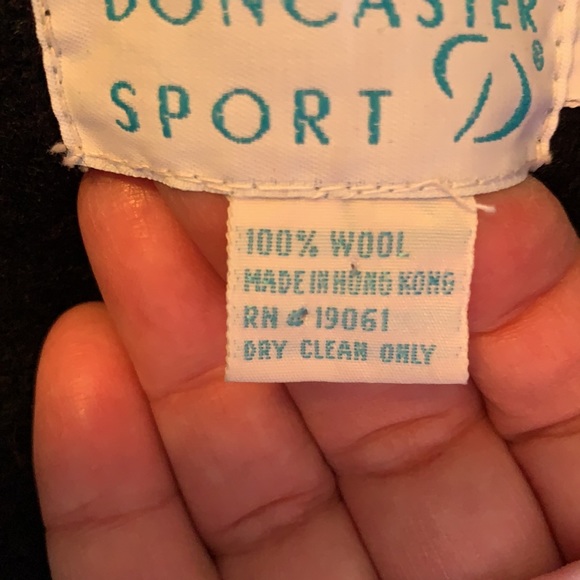 DONCASTER
SPORT ®
100% WOOL
MADE IN HONG KONG
RN # 19061
DRY CLEAN ONLY